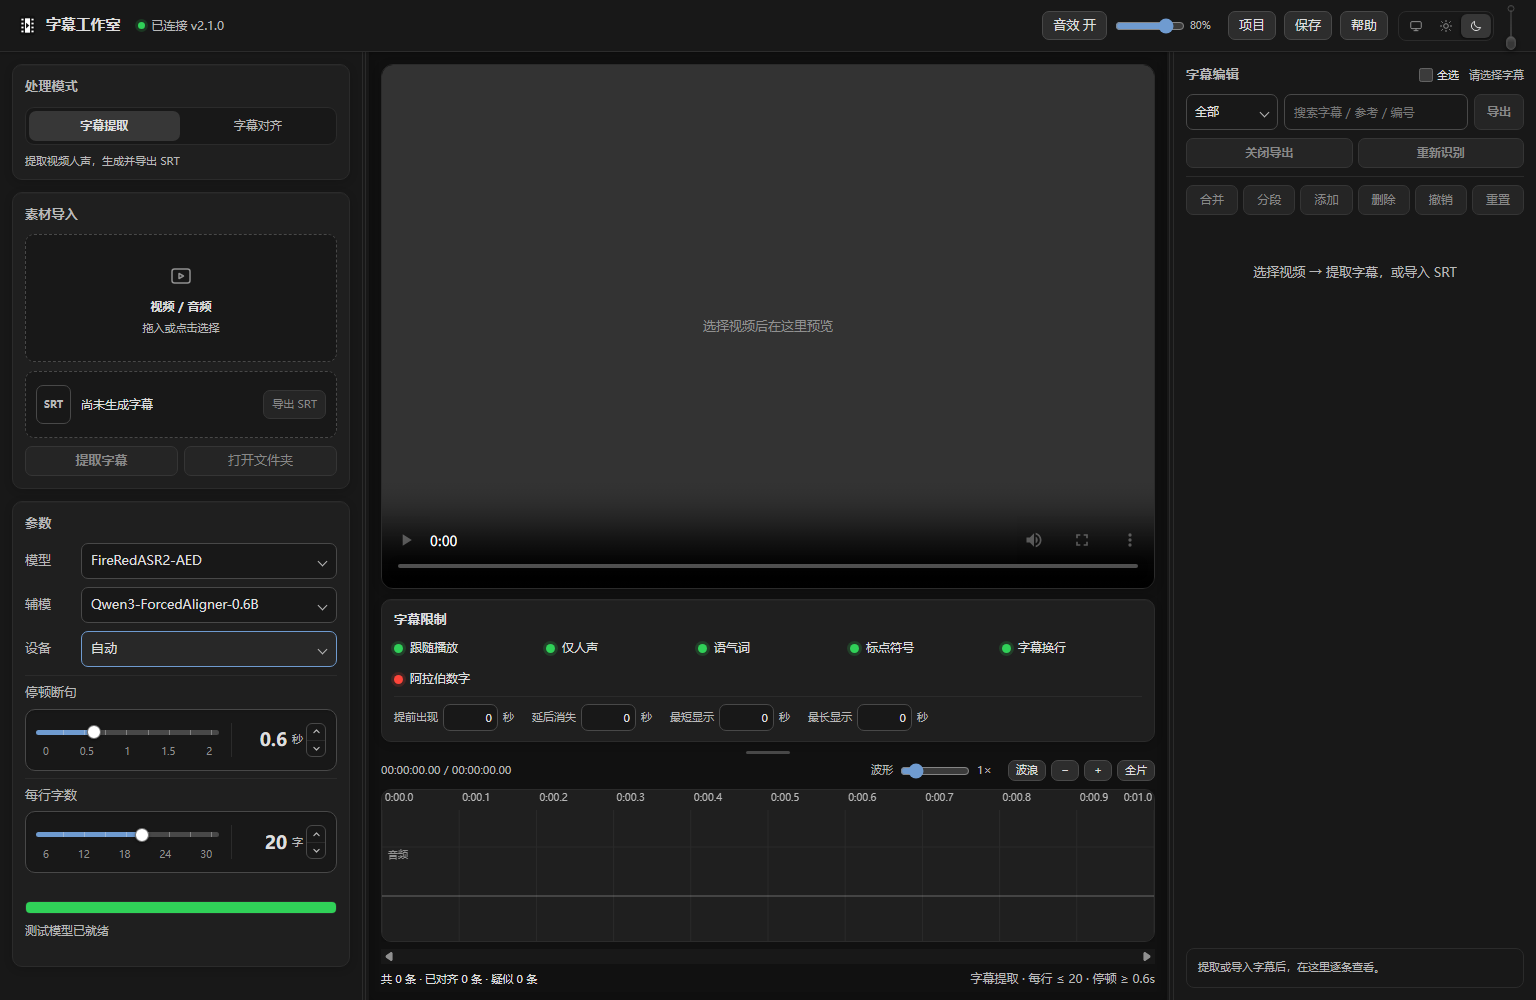 字幕工作室 已连接 v2.1.0 音效 开 80% 项目 保存 帮助
处理模式
字幕提取 字幕对齐
提取视频人声，生成并导出 SRT
素材导入
视频 / 音频
拖入或点击选择
SRT 尚未生成字幕 导出 SRT
提取字幕 打开文件夹
参数
模型 FireRedASR2-AED
辅模 Qwen3-ForcedAligner-0.6B
设备 自动
停顿断句
0.6 秒
0 0.5 1 1.5 2
每行字数
20 字
6 12 18 24 30
测试模型已就绪
选择视频后在这里预览
0:00
字幕限制
跟随播放 仅人声 语气词 标点符号 字幕换行
阿拉伯数字
提前出现 0 秒 延后消失 0 秒 最短显示 0 秒 最长显示 0 秒
00:00:00.00 / 00:00:00.00 波形 1× 波浪 − + 全片
0:00.0 0:00.1 0:00.2 0:00.3 0:00.4 0:00.5 0:00.6 0:00.7 0:00.8 0:00.9 0:01.0
音频
共 0 条 · 已对齐 0 条 · 疑似 0 条 字幕提取 · 每行 ≤ 20 · 停顿 ≥ 0.6s
字幕编辑 全选 请选择字幕
全部 搜索字幕 / 参考 / 编号 导出
关闭导出 重新识别
合并 分段 添加 删除 撤销 重置
选择视频 → 提取字幕，或导入 SRT
提取或导入字幕后，在这里逐条查看。